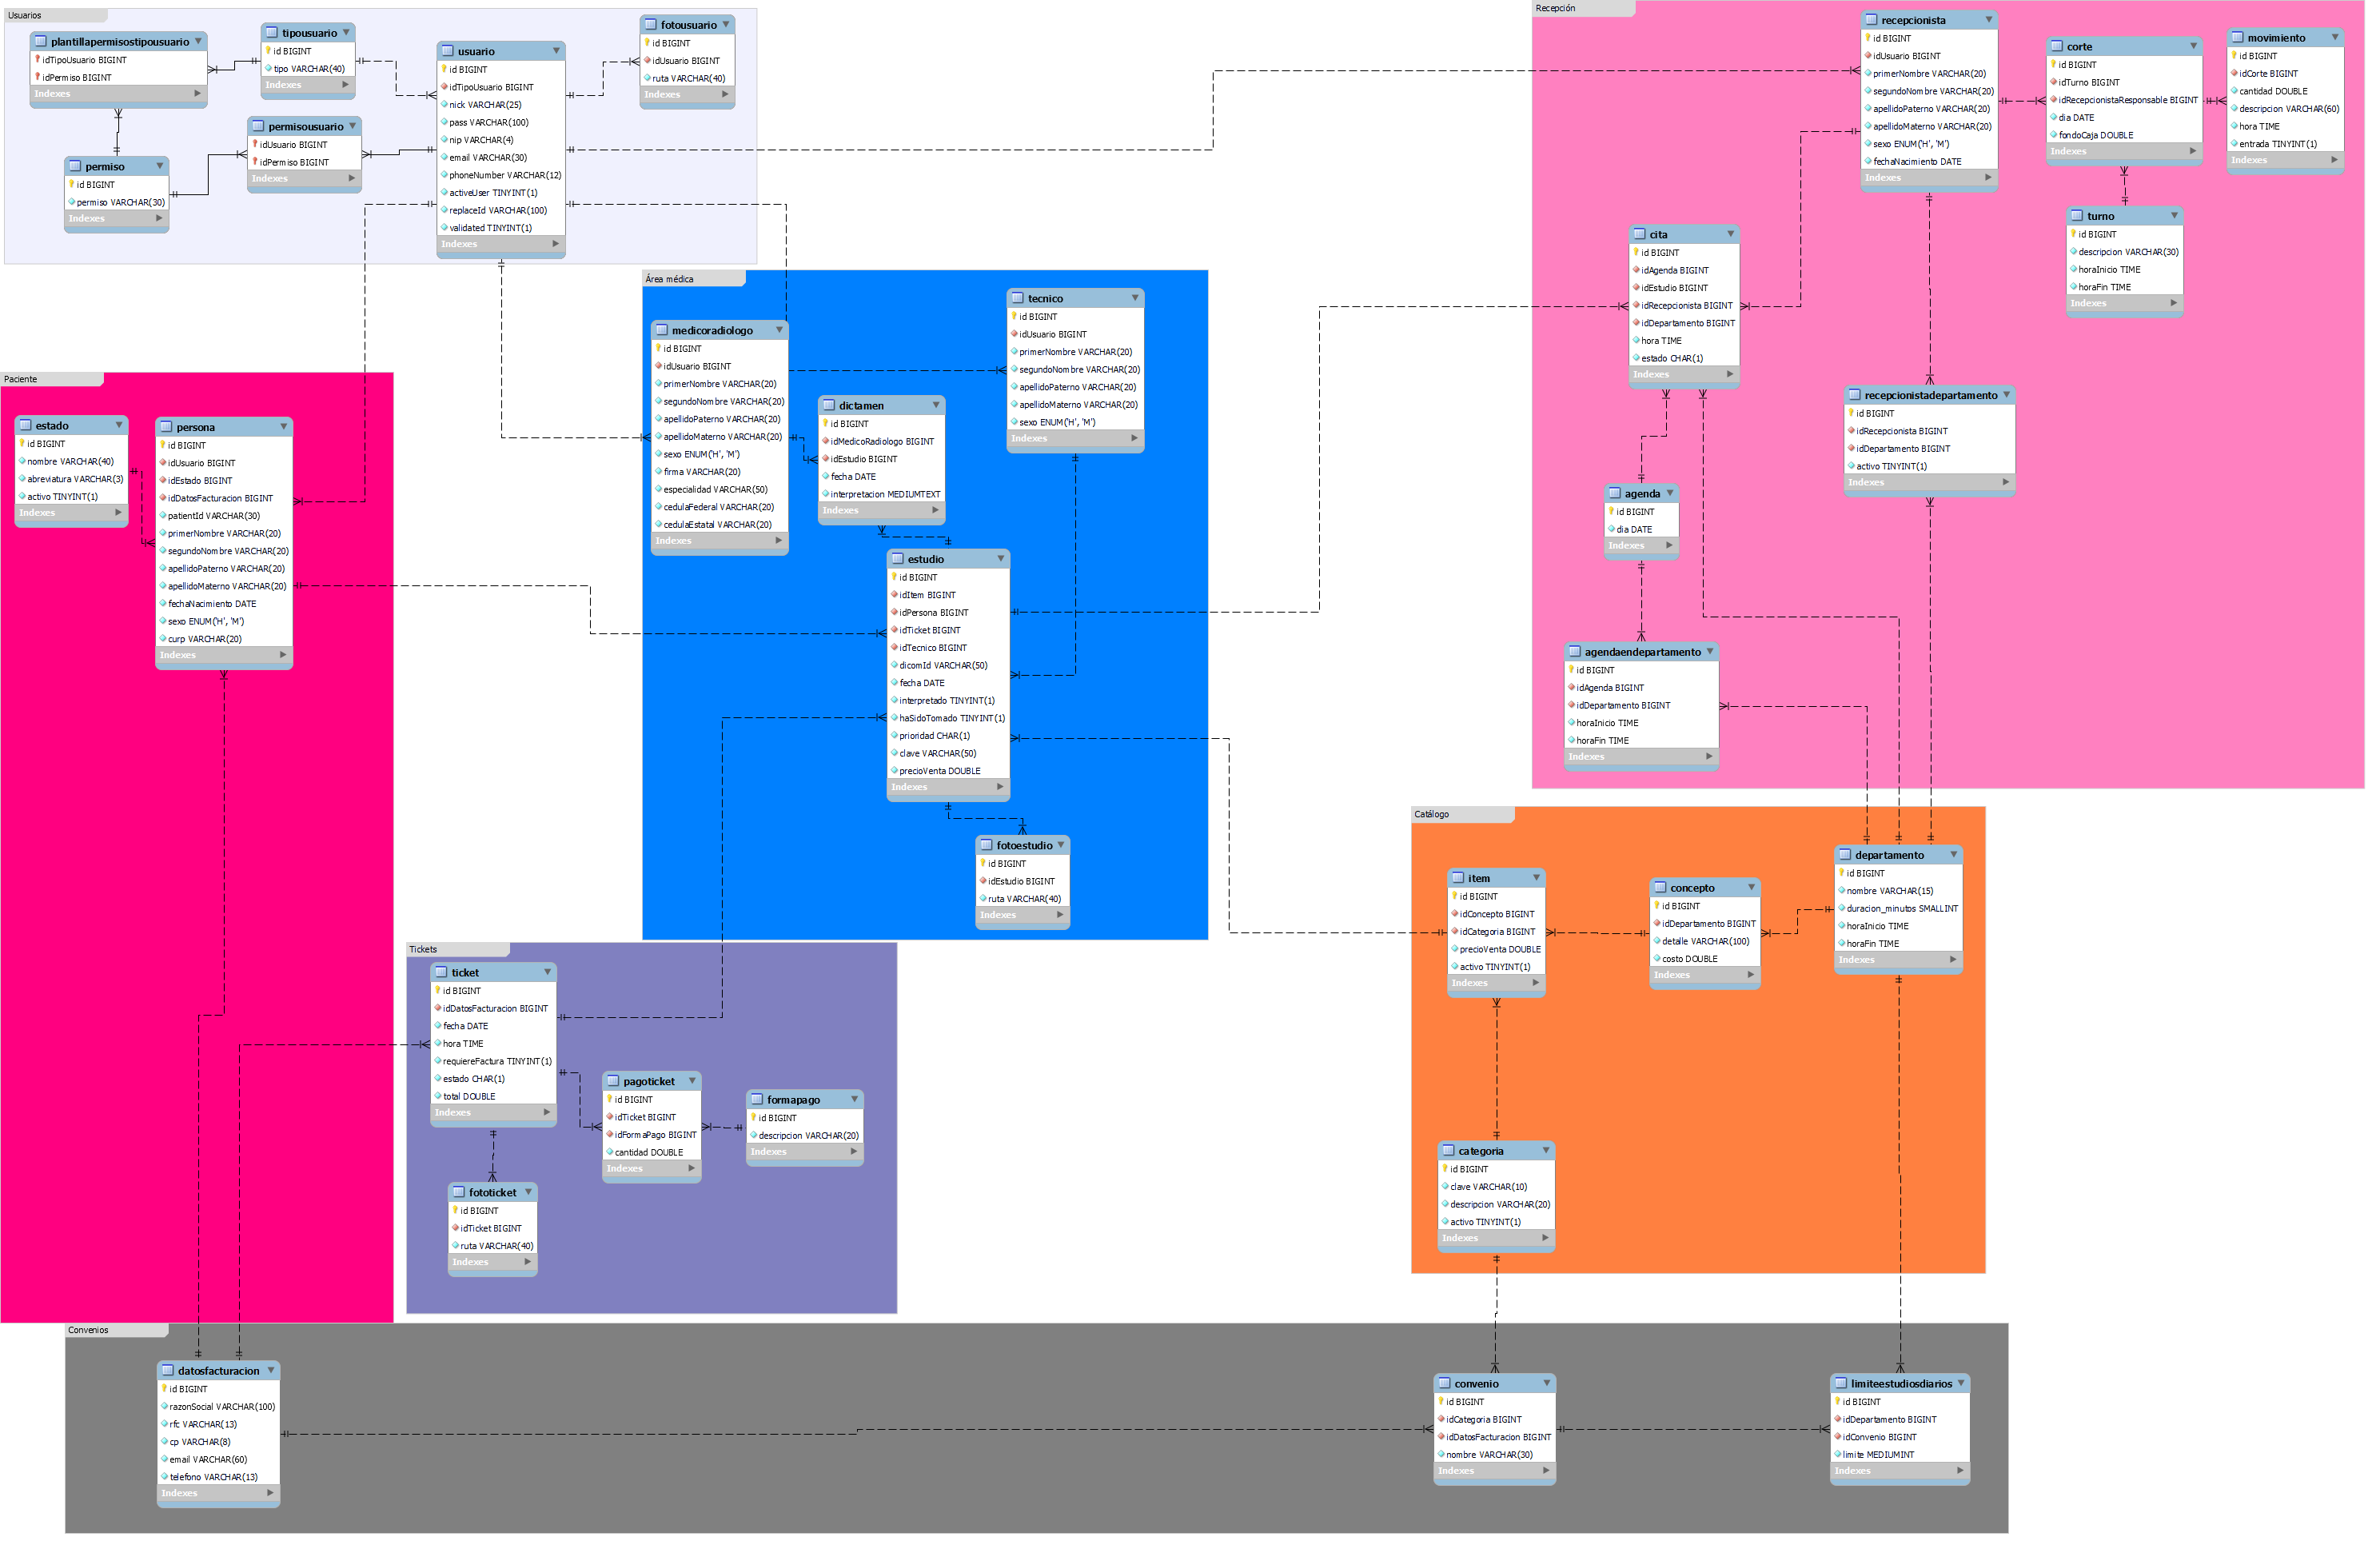 Usuarios
plantillapermisostipousuario
idTipoUsuario BIGINT
idPermiso BIGINT
Indexes
tipousuario
id BIGINT
tipo VARCHAR(40)
Indexes
usuario
id BIGINT
idTipoUsuario BIGINT
nick VARCHAR(25)
pass VARCHAR(100)
nip VARCHAR(4)
email VARCHAR(30)
phoneNumber VARCHAR(12)
activeUser TINYINT(1)
replaceId VARCHAR(100)
validated TINYINT(1)
Indexes
fotousuario
id BIGINT
idUsuario BIGINT
ruta VARCHAR(40)
Indexes
permisousuario
idUsuario BIGINT
idPermiso BIGINT
Indexes
permiso
id BIGINT
permiso VARCHAR(30)
Indexes
Recepción
recepcionista
id BIGINT
idUsuario BIGINT
primerNombre VARCHAR(20)
segundoNombre VARCHAR(20)
apellidoPaterno VARCHAR(20)
apellidoMaterno VARCHAR(20)
sexo ENUM('H', 'M')
fechaNacimiento DATE
Indexes
corte
id BIGINT
idTurno BIGINT
idRecepcionistaResponsable BIGINT
dia DATE
fondoCaja DOUBLE
Indexes
movimiento
id BIGINT
idCorte BIGINT
cantidad DOUBLE
descripcion VARCHAR(60)
hora TIME
entrada TINYINT(1)
Indexes
turno
id BIGINT
descripcion VARCHAR(30)
horaInicio TIME
horaFin TIME
Indexes
cita
id BIGINT
idAgenda BIGINT
idEstudio BIGINT
idRecepcionista BIGINT
idDepartamento BIGINT
hora TIME
estado CHAR(1)
Indexes
recepcionistadepartamento
id BIGINT
idRecepcionista BIGINT
idDepartamento BIGINT
activo TINYINT(1)
Indexes
agenda
id BIGINT
dia DATE
Indexes
agendaendepartamento
id BIGINT
idAgenda BIGINT
idDepartamento BIGINT
horaInicio TIME
horaFin TIME
Indexes
Área médica
medicoradiologo
id BIGINT
idUsuario BIGINT
primerNombre VARCHAR(20)
segundoNombre VARCHAR(20)
apellidoPaterno VARCHAR(20)
apellidoMaterno VARCHAR(20)
sexo ENUM('H', 'M')
firma VARCHAR(20)
especialidad VARCHAR(50)
cedulaFederal VARCHAR(20)
cedulaEstatal VARCHAR(20)
Indexes
tecnico
id BIGINT
idUsuario BIGINT
primerNombre VARCHAR(20)
segundoNombre VARCHAR(20)
apellidoPaterno VARCHAR(20)
apellidoMaterno VARCHAR(20)
sexo ENUM('H', 'M')
Indexes
dictamen
id BIGINT
idMedicoRadiologo BIGINT
idEstudio BIGINT
fecha DATE
interpretacion MEDIUMTEXT
Indexes
estudio
id BIGINT
idItem BIGINT
idPersona BIGINT
idTicket BIGINT
idTecnico BIGINT
dicomId VARCHAR(50)
fecha DATE
interpretado TINYINT(1)
haSidoTomado TINYINT(1)
prioridad CHAR(1)
clave VARCHAR(50)
precioVenta DOUBLE
Indexes
fotoestudio
id BIGINT
idEstudio BIGINT
ruta VARCHAR(40)
Indexes
Paciente
estado
id BIGINT
nombre VARCHAR(40)
abreviatura VARCHAR(3)
activo TINYINT(1)
Indexes
persona
id BIGINT
idUsuario BIGINT
idEstado BIGINT
idDatosFacturacion BIGINT
patientId VARCHAR(30)
primerNombre VARCHAR(20)
segundoNombre VARCHAR(20)
apellidoPaterno VARCHAR(20)
apellidoMaterno VARCHAR(20)
fechaNacimiento DATE
sexo ENUM('H', 'M')
curp VARCHAR(20)
Indexes
Tickets
ticket
id BIGINT
idDatosFacturacion BIGINT
fecha DATE
hora TIME
requiereFactura TINYINT(1)
estado CHAR(1)
total DOUBLE
Indexes
pagoticket
id BIGINT
idTicket BIGINT
idFormaPago BIGINT
cantidad DOUBLE
Indexes
formapago
id BIGINT
descripcion VARCHAR(20)
Indexes
fototicket
id BIGINT
idTicket BIGINT
ruta VARCHAR(40)
Indexes
Catálogo
item
id BIGINT
idConcepto BIGINT
idCategoria BIGINT
precioVenta DOUBLE
activo TINYINT(1)
Indexes
concepto
id BIGINT
idDepartamento BIGINT
detalle VARCHAR(100)
costo DOUBLE
Indexes
departamento
id BIGINT
nombre VARCHAR(15)
duracion_minutos SMALLINT
horaInicio TIME
horaFin TIME
Indexes
categoria
id BIGINT
clave VARCHAR(10)
descripcion VARCHAR(20)
activo TINYINT(1)
Indexes
Convenios
datosfacturacion
id BIGINT
razonSocial VARCHAR(100)
rfc VARCHAR(13)
cp VARCHAR(8)
email VARCHAR(60)
telefono VARCHAR(13)
Indexes
convenio
id BIGINT
idCategoria BIGINT
idDatosFacturacion BIGINT
nombre VARCHAR(30)
Indexes
limiteestudiosdiarios
id BIGINT
idDepartamento BIGINT
idConvenio BIGINT
limite MEDIUMINT
Indexes